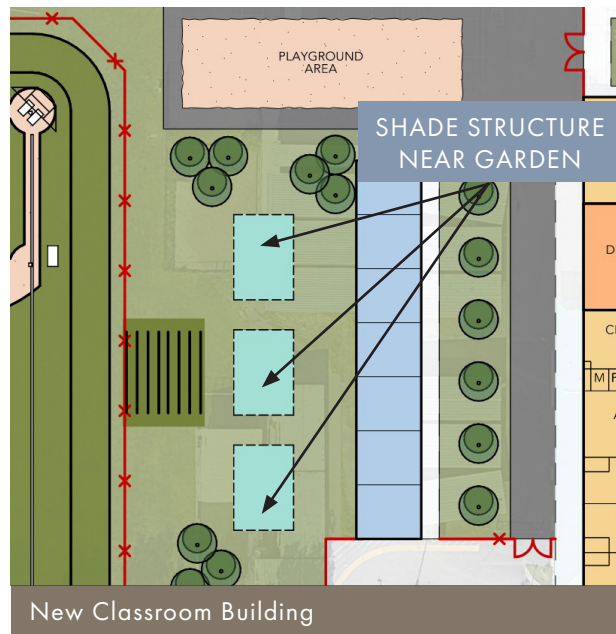 PLAYGROUND
AREA
SHADE STRUCTURE
NEAR GARDEN
D
C
M
New Classroom Building